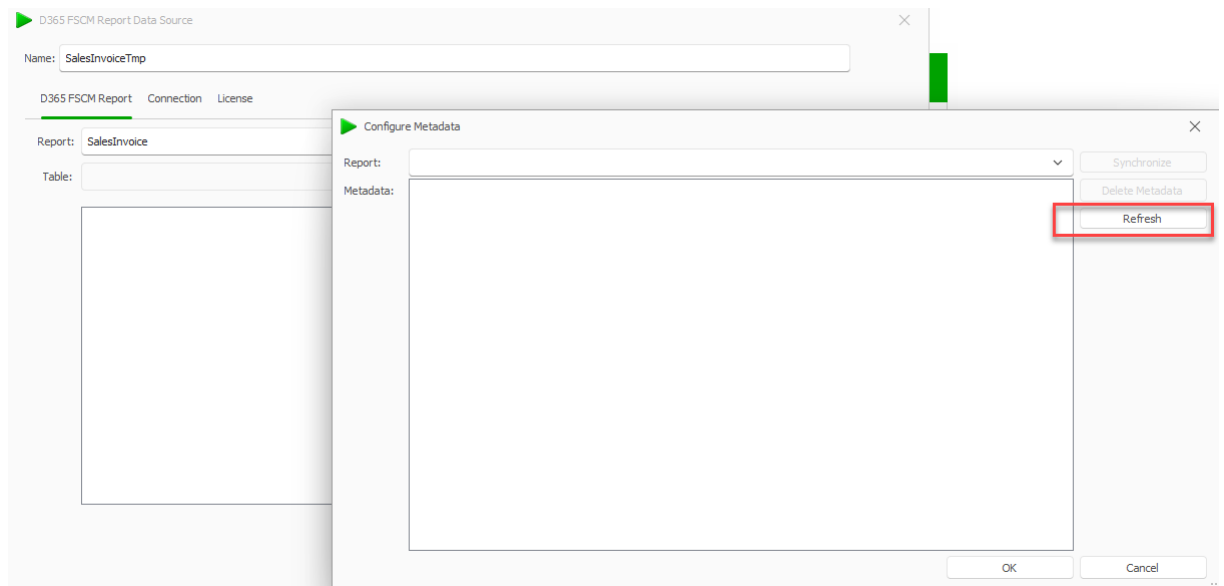 D365 FSCM Report Data Source
Name: SalesInvoiceTmp
D365 FSCM Report Connection License
Report: SalesInvoice
Table:
Configure Metadata
Report: Synchronize
Metadata: Delete Metadata
Refresh
OK Cancel